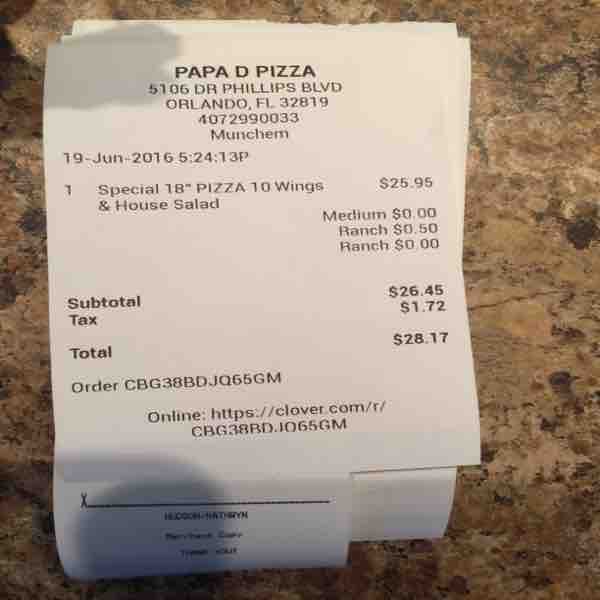 PAPA D PIZZA
5106 DR PHILLIPS BLVD
ORLANDO, FL 32819
4072990033
Munchem
19-Jun-2016 5:24:13P
1 Special 18" PIZZA 10 Wings $25.95
& House Salad
Medium $0.00
Ranch $0.50
Ranch $0.00
Subtotal $26.45
Tax $1.72
Total $28.17
Order CBG38BDJQ65GM
Online: https://clover.com/r/
CBG38BDJQ65GM
X
HUDSON/KATHRYN
Merchant Copy
THANK YOU!